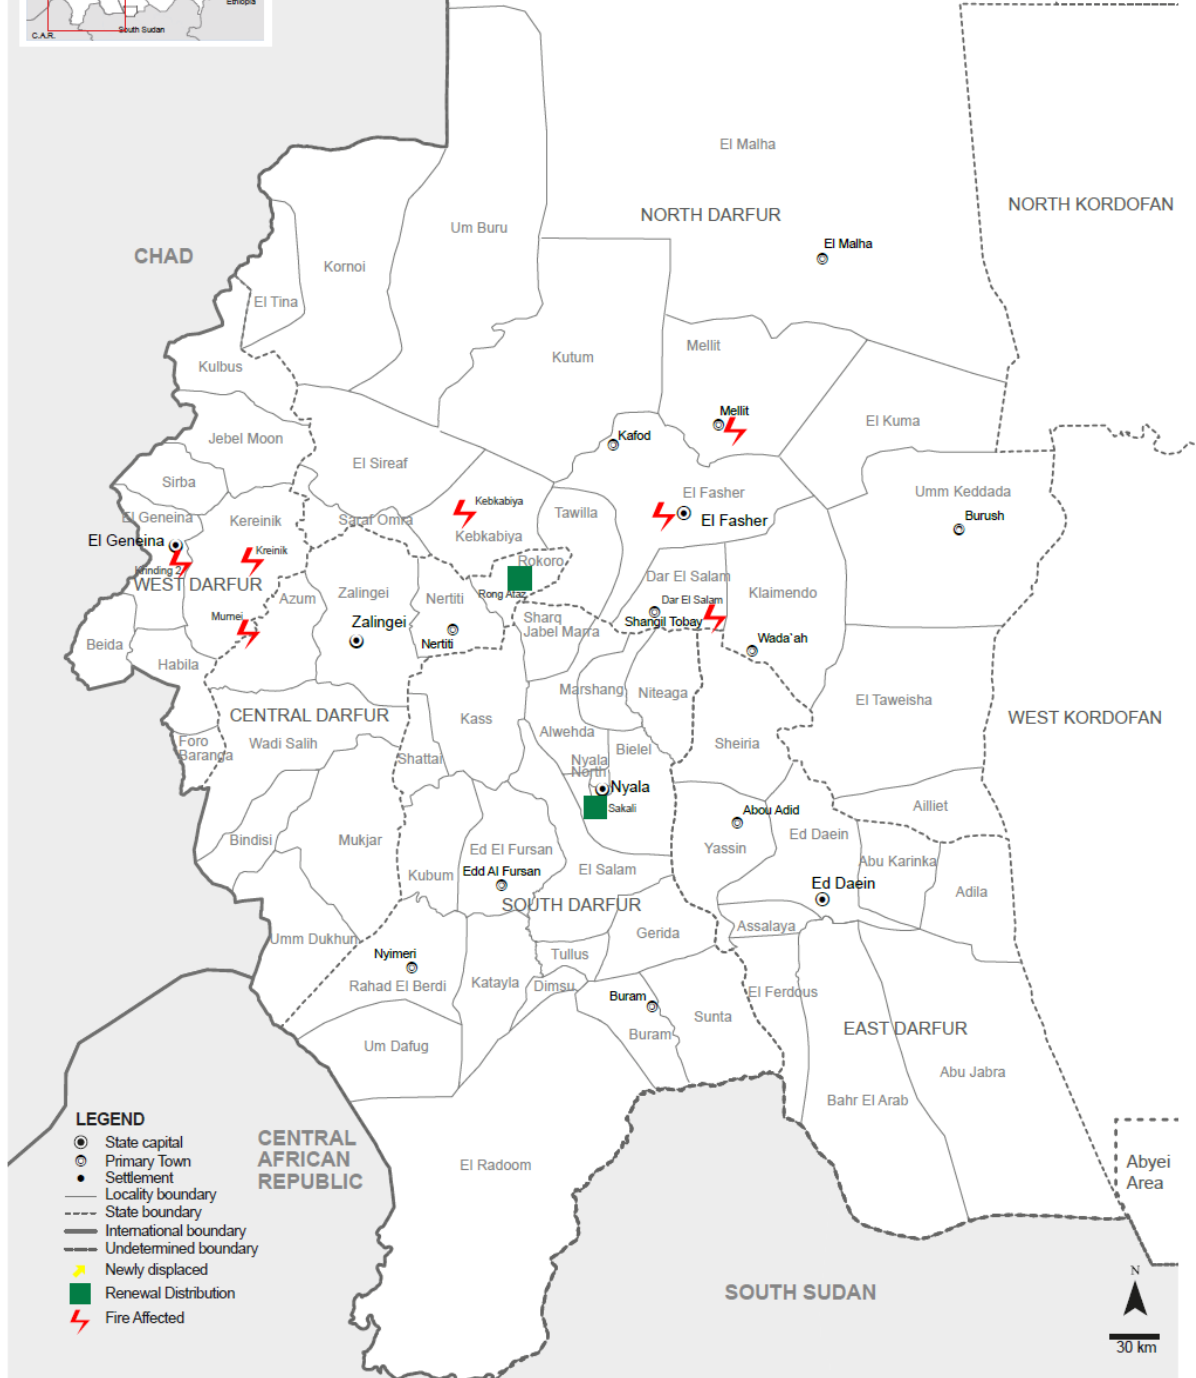 Ethiopia
South Sudan
C.A.R.
El Malha
NORTH DARFUR
NORTH KORDOFAN
Um Buru
El Malha
CHAD
Kornoi
El Tina
Mellit
Kutum
Kulbus
Mellit
El Kuma
Kafod
Jebel Moon
El Sireaf
Sirba
El Fasher
Umm Keddada
Kebkabiya
Tawilla
El Geneina
Kereinik
Saraf Omra
El Fasher
Burush
Kebkabiya
El Geneina
Kreinik
Rokoro
Krinding 2
WEST DARFUR
Dar El Salam
Zalingei
Klaimendo
Rong Ataz
Azum
Nertiti
Dar El Salam
Murnei
Sharq
Jabel Marra
Shangil Tobay
Zalingei
Wada`ah
Beida
Nertiti
Habila
Marshang
Niteaga
El Taweisha
CENTRAL DARFUR
Kass
WEST KORDOFAN
Alwehda
Foro
Baranga
Wadi Salih
Bielel
Sheiria
Shattai
Nyala
North
Nyala
Sakali
Abou Adid
Ailliet
Bindisi
Mukjar
Ed El Fursan
Yassin
Ed Daein
Abu Karinka
Kubum
Edd Al Fursan
El Salam
Ed Daein
Adila
SOUTH DARFUR
Assalaya
Gerida
Umm Dukhun
Nyimeri
Tullus
Rahad El Berdi
Katayla
Dimsu
El Ferdous
Buram
Sunta
Buram
EAST DARFUR
Um Dafug
Abu Jabra
Bahr El Arab
LEGEND
State capital
Primary Town
Settlement
Locality boundary
State boundary
International boundary
Undetermined boundary
Newly displaced
Renewal Distribution
Fire Affected
CENTRAL
AFRICAN
REPUBLIC
El Radoom
Abyei
Area
SOUTH SUDAN
N
30 km